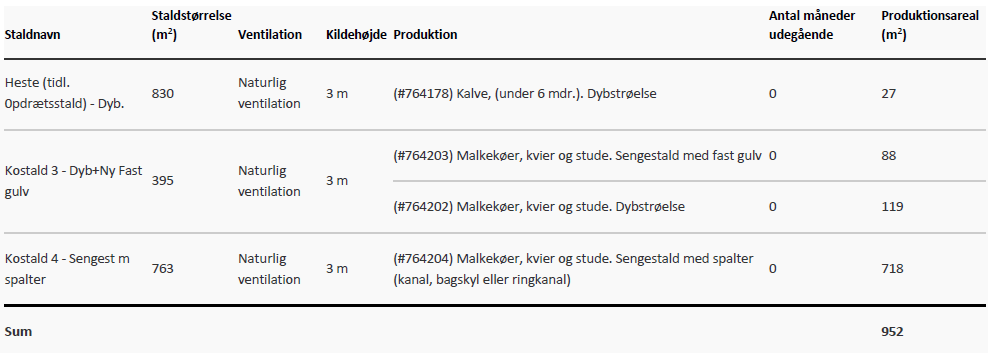 Staldnavn Staldstørrelse (m²) Ventilation Kildehøjde Produktion Antal måneder udegående Produktionsareal (m²)
Heste (tidl. 0pdrætsstald) - Dyb. 830 Naturlig ventilation 3 m (#764178) Kalve, (under 6 mdr.). Dybstrøelse 0 27
Kostald 3 - Dyb+Ny Fast gulv 395 Naturlig ventilation 3 m (#764203) Malkekøer, kvier og stude. Sengestald med fast gulv 0 88
(#764202) Malkekøer, kvier og stude. Dybstrøelse 0 119
Kostald 4 - Sengest m spalter 763 Naturlig ventilation 3 m (#764204) Malkekøer, kvier og stude. Sengestald med spalter (kanal, bagskyl eller ringkanal) 0 718
Sum 952